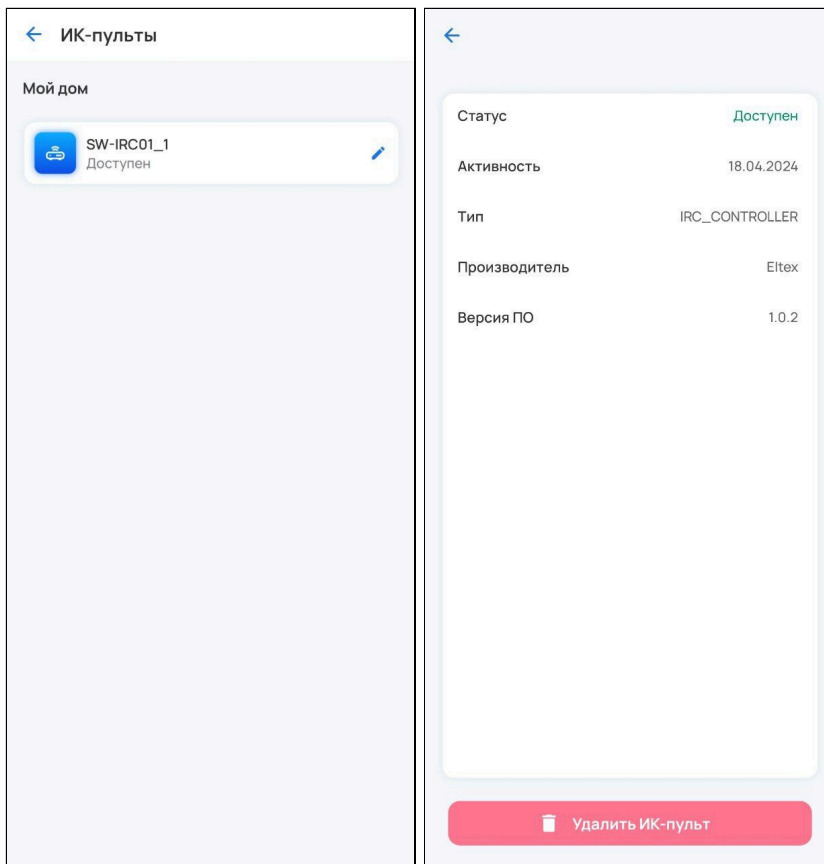 ИК-пульты
Мой дом
SW-IRC01_1
Доступен
Статус Доступен
Активность 18.04.2024
Тип IRC_CONTROLLER
Производитель Eltex
Версия ПО 1.0.2
Удалить ИК-пульт